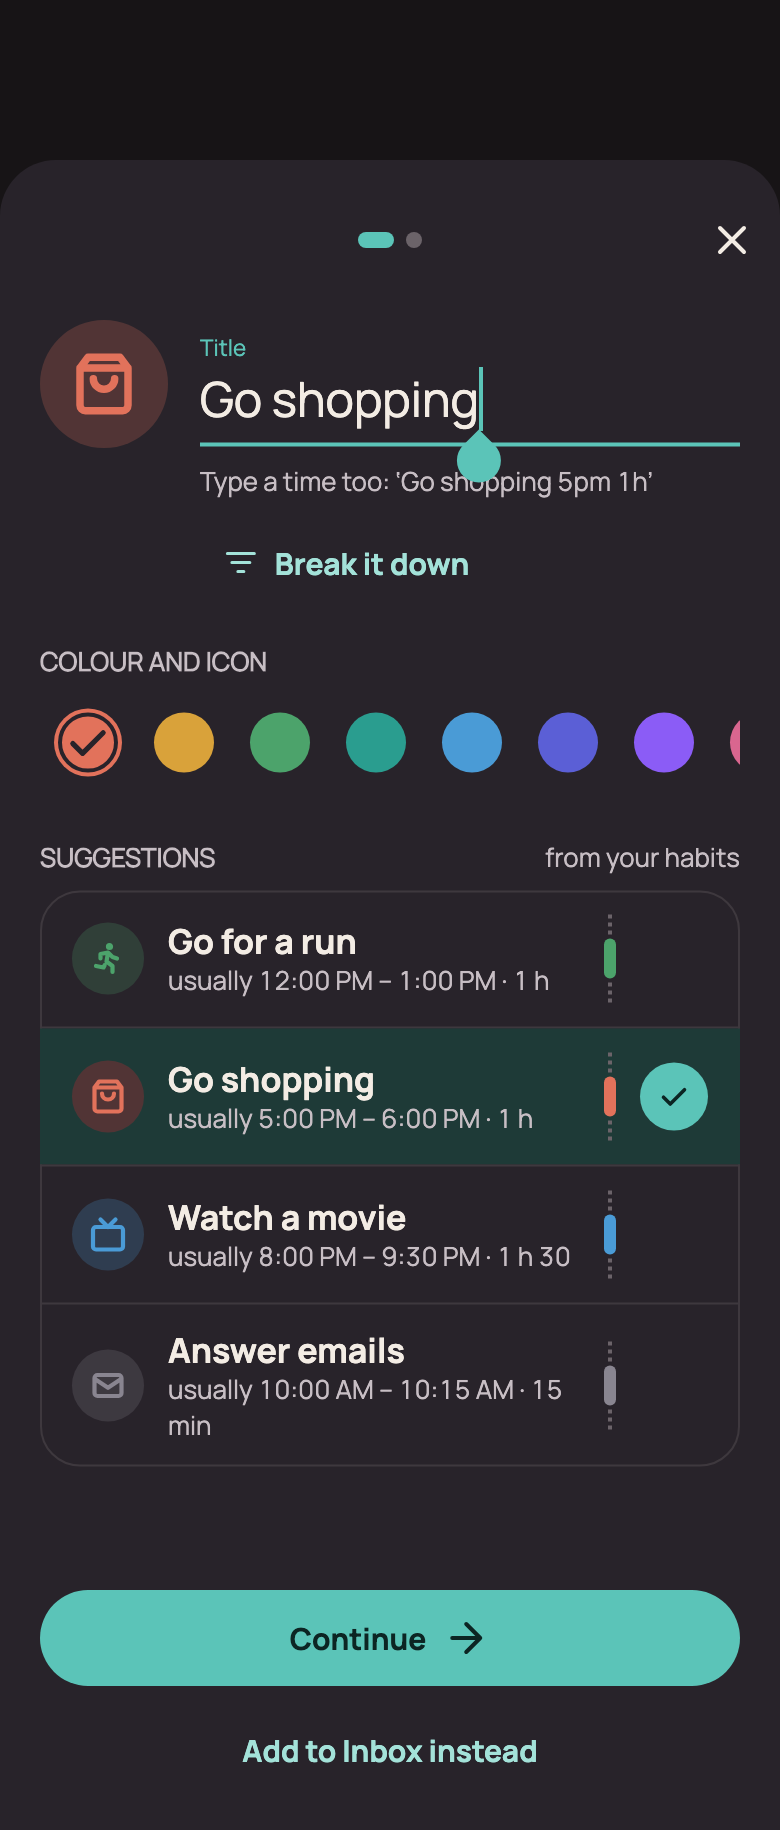 Title
Go shopping
Type a time too: ‘Go shopping 5pm 1h’
Break it down
COLOUR AND ICON
SUGGESTIONS
from your habits
Go for a run
usually 12:00 PM – 1:00 PM · 1 h
Go shopping
usually 5:00 PM – 6:00 PM · 1 h
Watch a movie
usually 8:00 PM – 9:30 PM · 1 h 30
Answer emails
usually 10:00 AM – 10:15 AM · 15
min
Continue
Add to Inbox instead